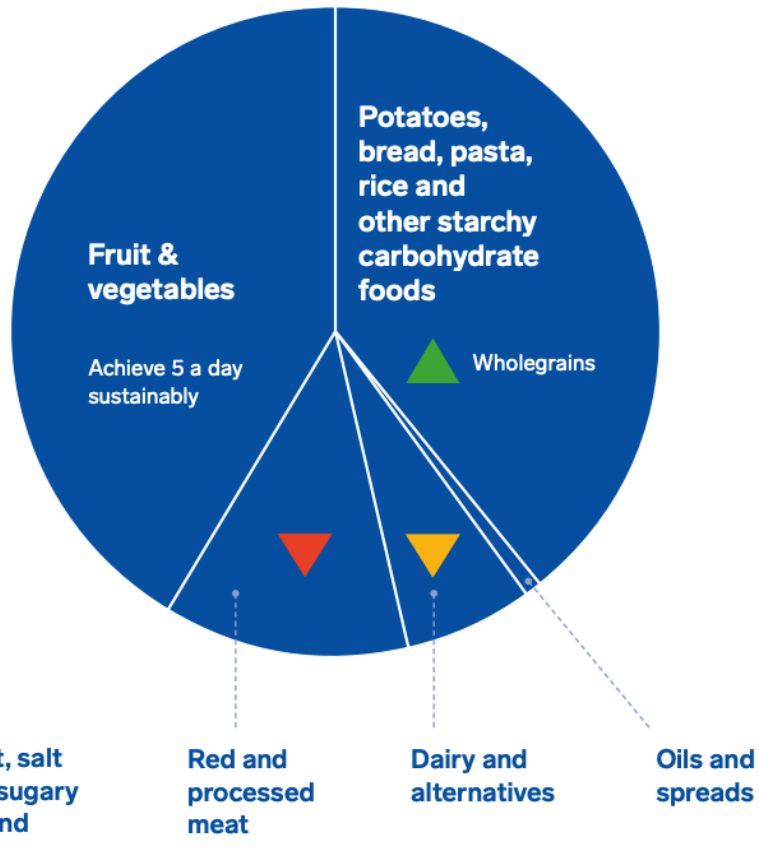 Potatoes,
bread, pasta,
rice and
other starchy
carbohydrate
foods
Fruit &
vegetables
Wholegrains
Achieve 5 a day
sustainably
, salt
sugary
Red and
processed
meat
Dairy and
alternatives
Oils and
spreads